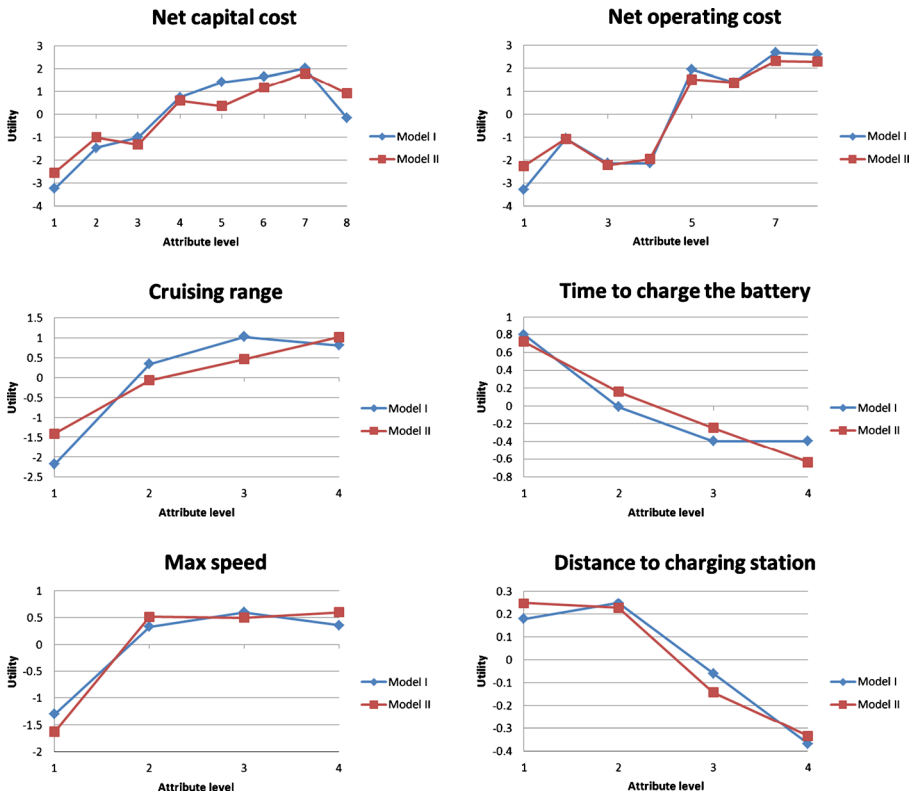 Net capital cost
3
2
1
0
-1
-2
-3
-4
Utility
1 2 3 4 5 6 7 8
Attribute level
Model I
Model II
Net operating cost
3
2
1
0
-1
-2
-3
-4
Utility
1 3 5 7
Attribute level
Model I
Model II
Cruising range
1.5
1
0.5
0
-0.5
-1
-1.5
-2
-2.5
Utility
1 2 3 4
Attribute level
Model I
Model II
Time to charge the battery
1
0.8
0.6
0.4
0.2
0
-0.2
-0.4
-0.6
-0.8
Utility
1 2 3 4
Attribute level
Model I
Model II
Max speed
1
0.5
0
-0.5
-1
-1.5
-2
Utility
1 2 3 4
Attribute level
Model I
Model II
Distance to charging station
0.3
0.2
0.1
0
-0.1
-0.2
-0.3
-0.4
Utility
1 2 3 4
Attribute level
Model I
Model II